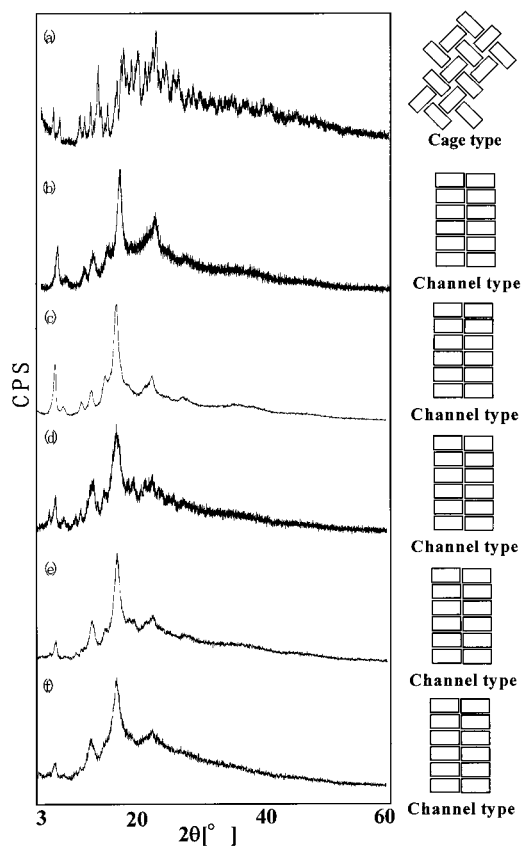 (a)
Cage type
(b)
Channel type
(c)
Channel type
CPS
(d)
Channel type
(e)
Channel type
(f)
Channel type
3 20 40 60
2θ[° ]